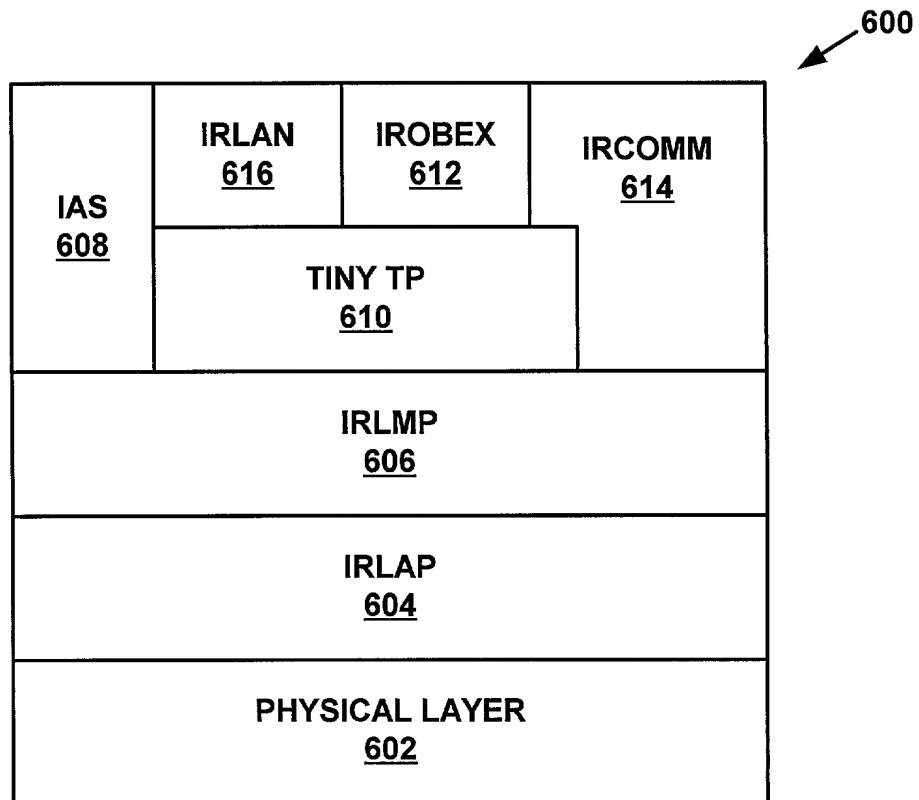 600
IAS
608
IRLAN
616
IROBEX
612
IRCOMM
614
TINY TP
610
IRLMP
606
IRLAP
604
PHYSICAL LAYER
602